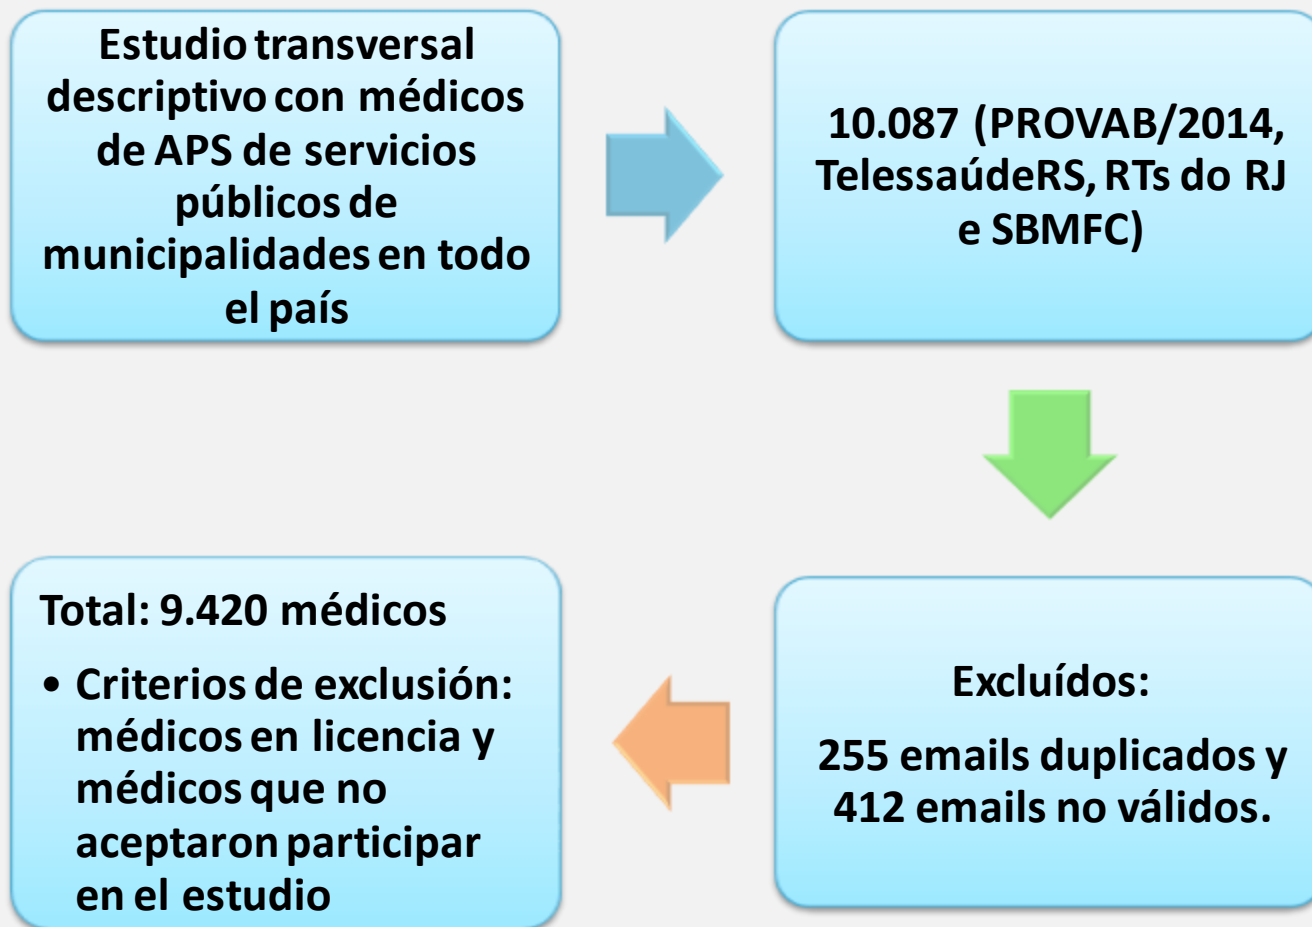 Estudio transversal
descriptivo con médicos
de APS de servicios
públicos de
municipalidades en todo
el país
10.087 (PROVAB/2014,
TelessaúdeRS, RTs do RJ
e SBMFC)
Excluídos:
255 emails duplicados y
412 emails no válidos.
Total: 9.420 médicos
• Criterios de exclusión:
médicos en licencia y
médicos que no
aceptaron participar
en el estudio